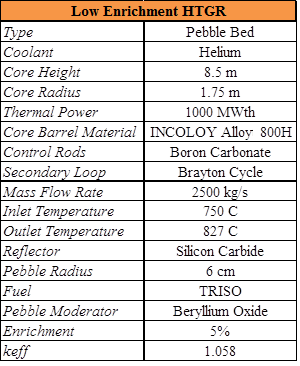 Low Enrichment HTGR
Type Pebble Bed
Coolant Helium
Core Height 8.5 m
Core Radius 1.75 m
Thermal Power 1000 MWth
Core Barrel Material INCOLOY Alloy 800H
Control Rods Boron Carbonate
Secondary Loop Brayton Cycle
Mass Flow Rate 2500 kg/s
Inlet Temperature 750 C
Outlet Temperature 827 C
Reflector Silicon Carbide
Pebble Radius 6 cm
Fuel TRISO
Pebble Moderator Beryllium Oxide
Enrichment 5%
keff 1.058